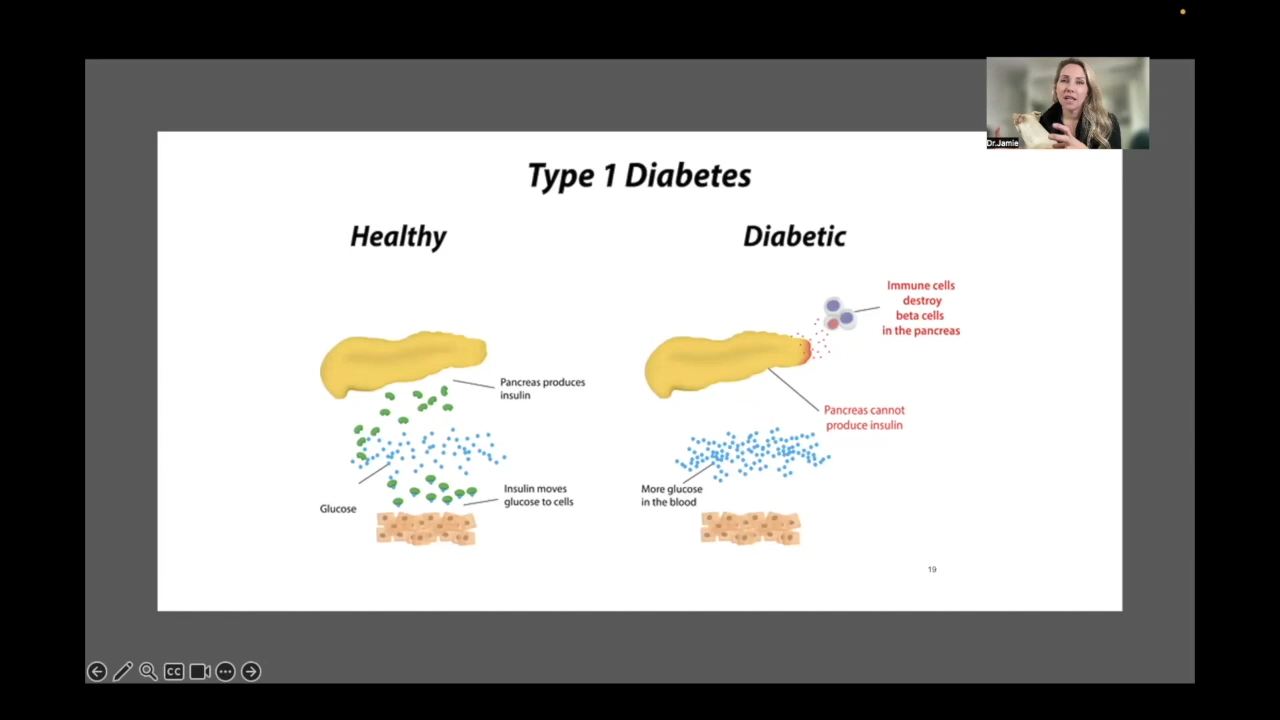 Dr.Jamie
Type 1 Diabetes
Healthy
Diabetic
Immune cells
destroy
beta cells
in the pancreas
Pancreas produces
insulin
Pancreas cannot
produce insulin
Glucose
Insulin moves
glucose to cells
More glucose
in the blood
19
CC